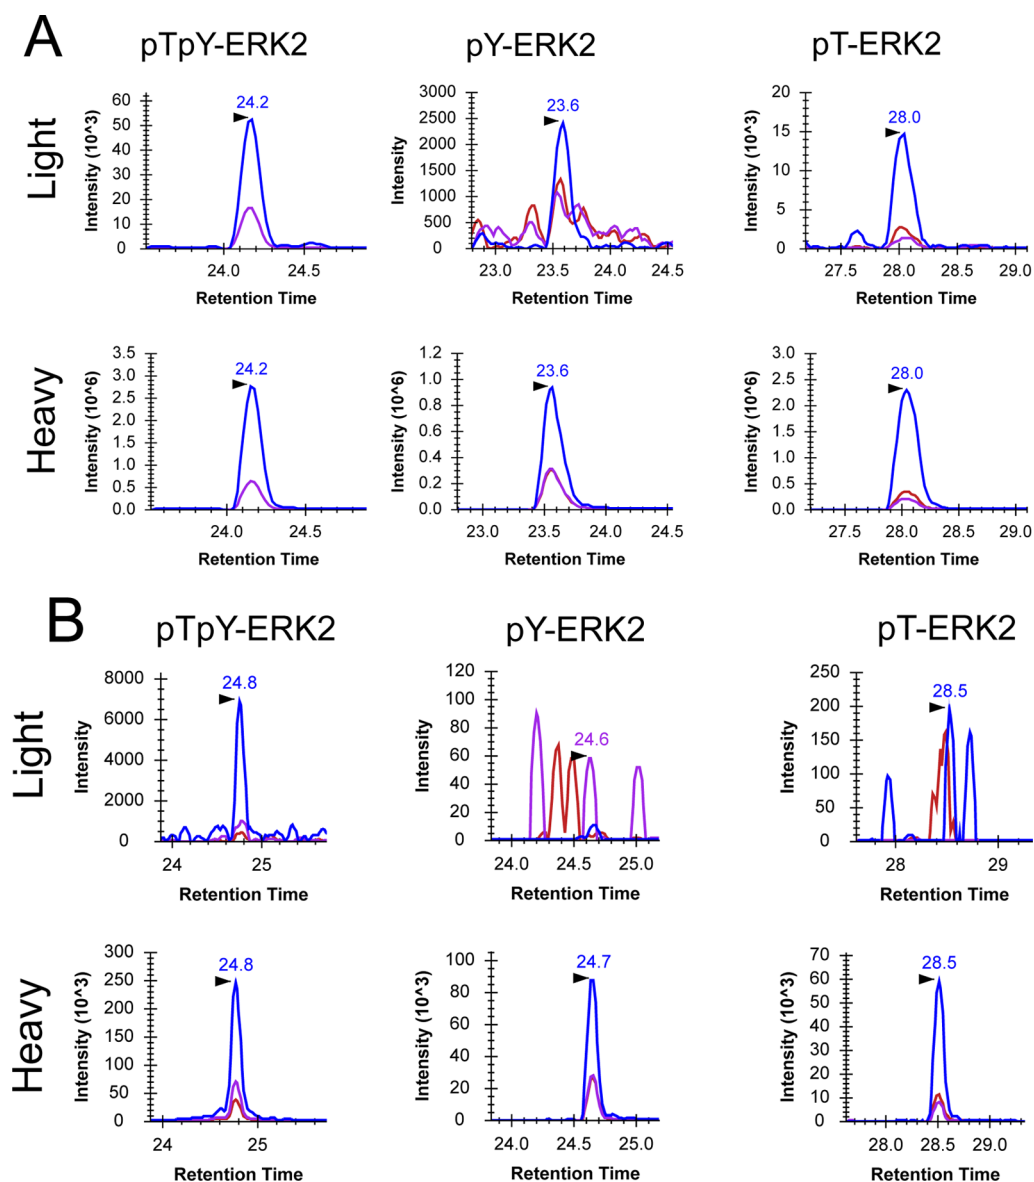 A
pTpY-ERK2 pY-ERK2 pT-ERK2
Light
Intensity (10^3)
60
50
40
30
20
10
0
24.2
24.0 24.5
Retention Time
Intensity
3000
2500
2000
1500
1000
500
0
23.6
23.0 23.5 24.0 24.5
Retention Time
Intensity (10^3)
20
15
10
5
0
28.0
27.5 28.0 28.5 29.0
Retention Time
Heavy
Intensity (10^6)
3.5
3.0
2.5
2.0
1.5
1.0
0.5
0.0
24.2
24.0 24.5
Retention Time
Intensity (10^6)
1.2
1.0
0.8
0.6
0.4
0.2
0.0
23.6
23.0 23.5 24.0 24.5
Retention Time
Intensity (10^6)
3.0
2.5
2.0
1.5
1.0
0.5
0.0
28.0
27.5 28.0 28.5 29.0
Retention Time
B
pTpY-ERK2 pY-ERK2 pT-ERK2
Light
Intensity
8000
6000
4000
2000
0
24.8
24 25
Retention Time
Intensity
120
100
80
60
40
20
0
24.6
24.0 24.5 25.0
Retention Time
Intensity
250
200
150
100
50
0
28.5
28 29
Retention Time
Heavy
Intensity (10^3)
300
250
200
150
100
50
0
24.8
24 25
Retention Time
Intensity (10^3)
100
80
60
40
20
0
24.7
24.0 24.5 25.0
Retention Time
Intensity (10^3)
70
60
50
40
30
20
10
0
28.5
28.0 28.5 29.0
Retention Time